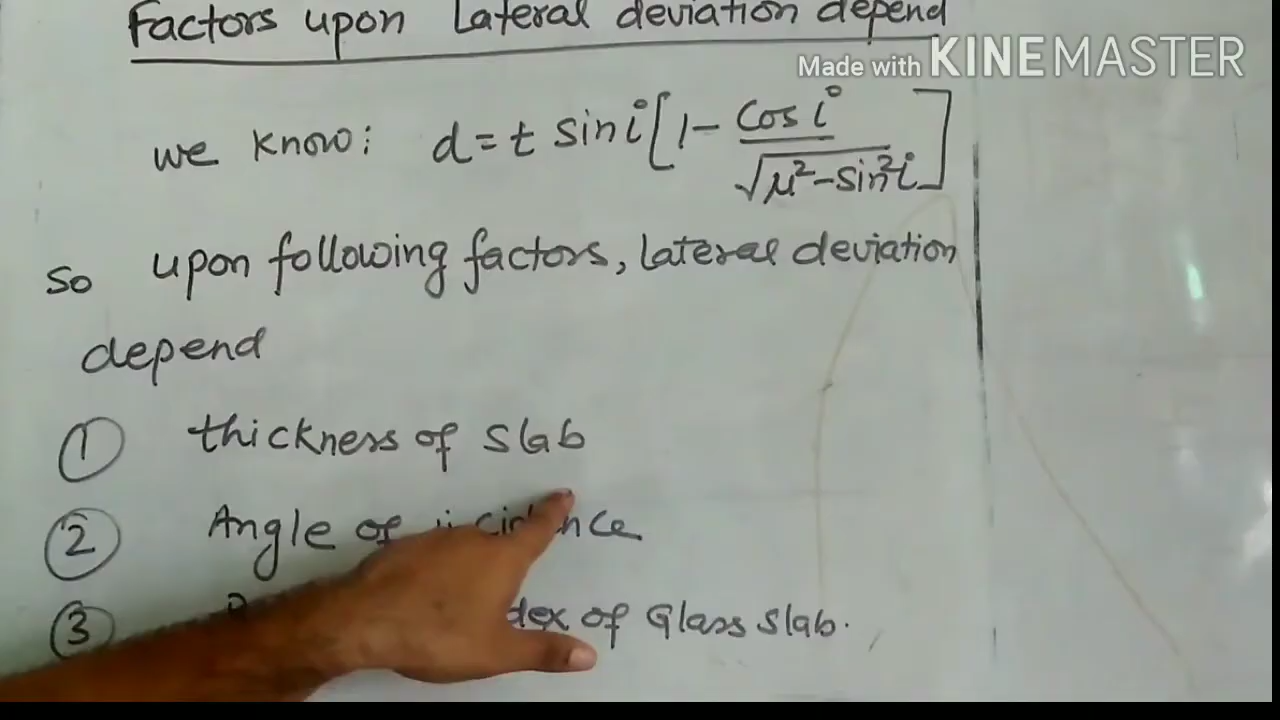 Factors upon Lateral deviation depend
Made with KINEMASTER
we know: d = t sin i [1 - cos i / √(μ² - sin² i)]
So upon following factors, lateral deviation
depend
① thickness of slab
② Angle of
③ of Glass slab.